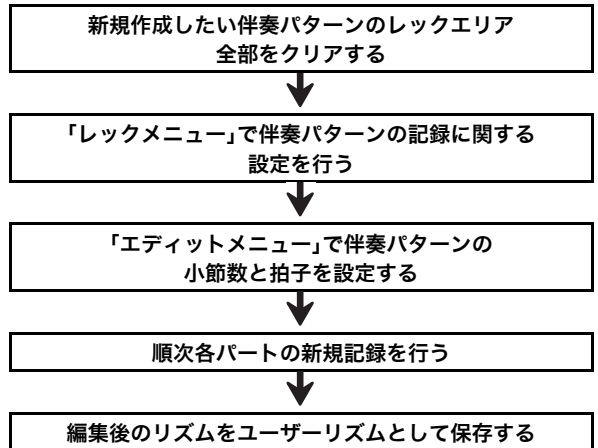 新規作成したい伴奏パターンのレックエリア
全部をクリアする
「レックメニュー」で伴奏パターンの記録に関する
設定を行う
「エディットメニュー」で伴奏パターンの
小節数と拍子を設定する
順次各パートの新規記録を行う
編集後のリズムをユーザーリズムとして保存する